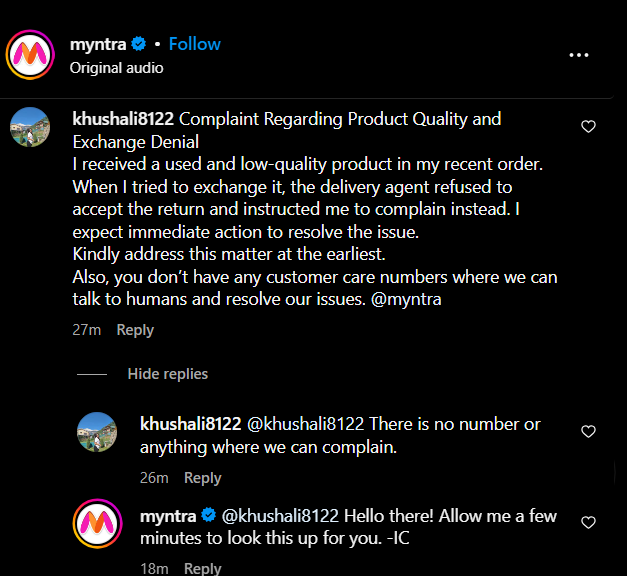 myntra • Follow
Original audio
khushali8122 Complaint Regarding Product Quality and
Exchange Denial
I received a used and low-quality product in my recent order.
When I tried to exchange it, the delivery agent refused to
accept the return and instructed me to complain instead. I
expect immediate action to resolve the issue.
Kindly address this matter at the earliest.
Also, you don’t have any customer care numbers where we can
talk to humans and resolve our issues. @myntra
27m Reply
Hide replies
khushali8122 @khushali8122 There is no number or
anything where we can complain.
26m Reply
myntra @khushali8122 Hello there! Allow me a few
minutes to look this up for you. -IC
18m Reply